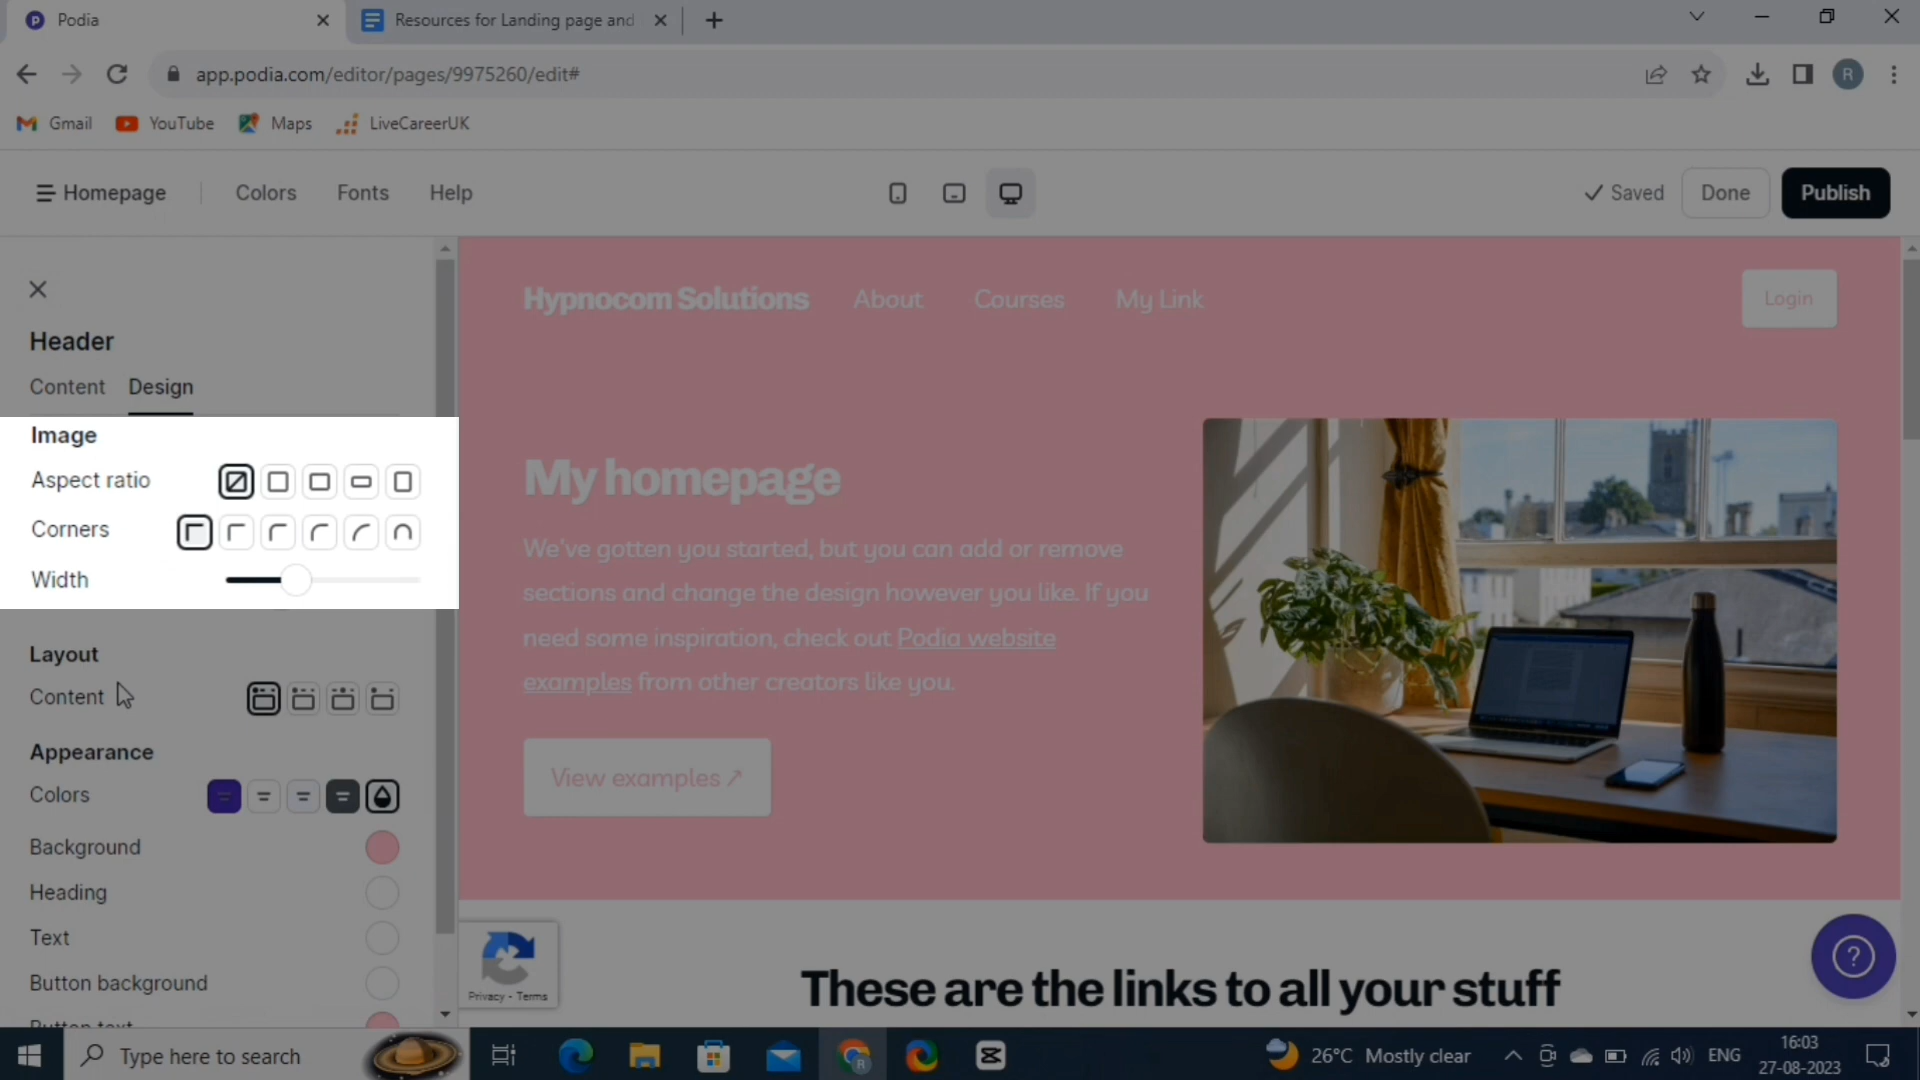 Podia
Resources for Landing page and
app.podia.com/editor/pages/9975260/edit#
R
Gmail
YouTube
Maps
LiveCareerUK
Homepage
Colors
Fonts
Help
Saved
Done
Publish
Header
Content
Design
Image
Aspect ratio
Corners
Width
Layout
Content
Appearance
Colors
Background
Heading
Text
Button background
Button text
Hypnocom Solutions
About
Courses
My Link
Login
My homepage
We've gotten you started, but you can add or remove
sections and change the design however you like. If you
need some inspiration, check out Podia website
examples from other creators like you.
View examples ↗
Privacy - Terms
These are the links to all your stuff
?
Type here to search
R
26°C Mostly clear
ENG
16:03
27-08-2023